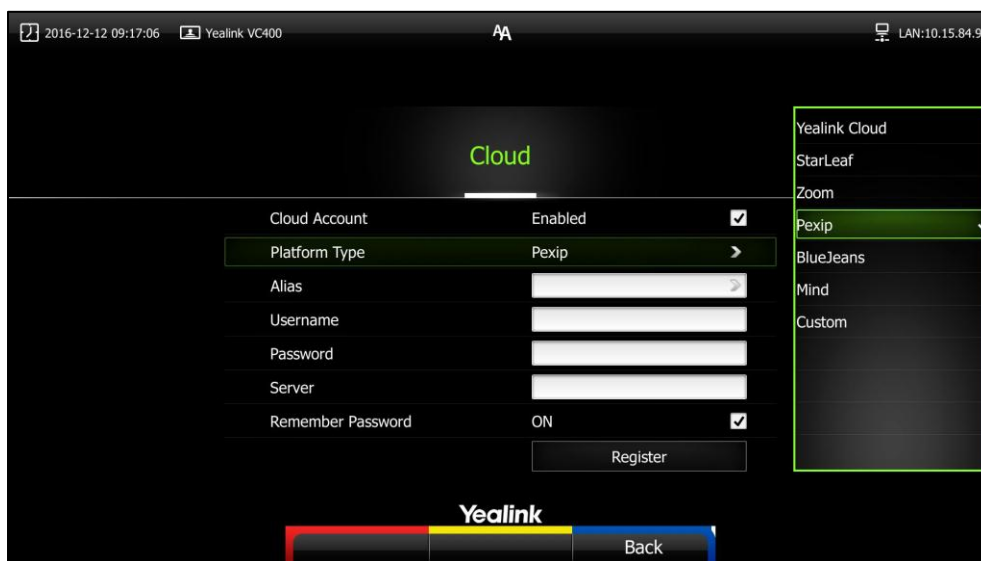 2016-12-12 09:17:06 Yealink VC400 AA LAN:10.15.84.9
Cloud
Cloud Account Enabled
Platform Type Pexip
Alias
Username
Password
Server
Remember Password ON
Register
Yealink Cloud
StarLeaf
Zoom
Pexip
BlueJeans
Mind
Custom
Yealink
Back